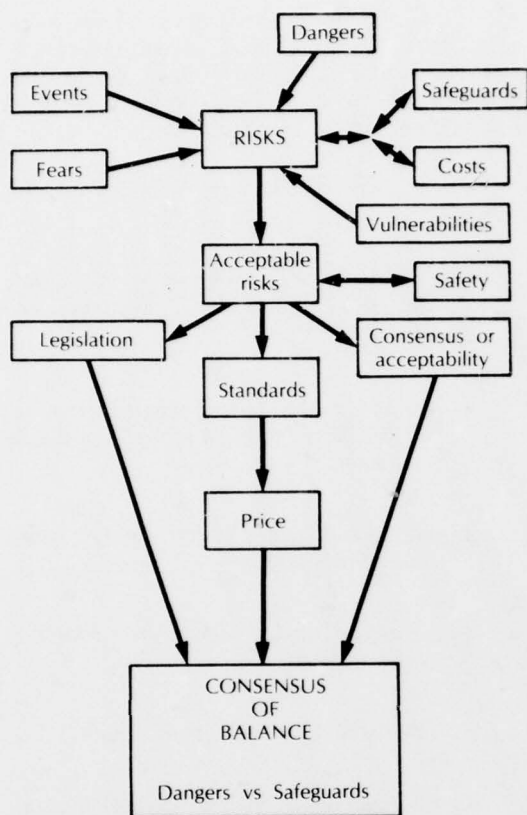 Dangers
Events
Safeguards
RISKS
Fears
Costs
Vulnerabilities
Acceptable
risks
Safety
Legislation
Consensus or
acceptability
Standards
Price
CONSENSUS
OF
BALANCE
Dangers vs Safeguards